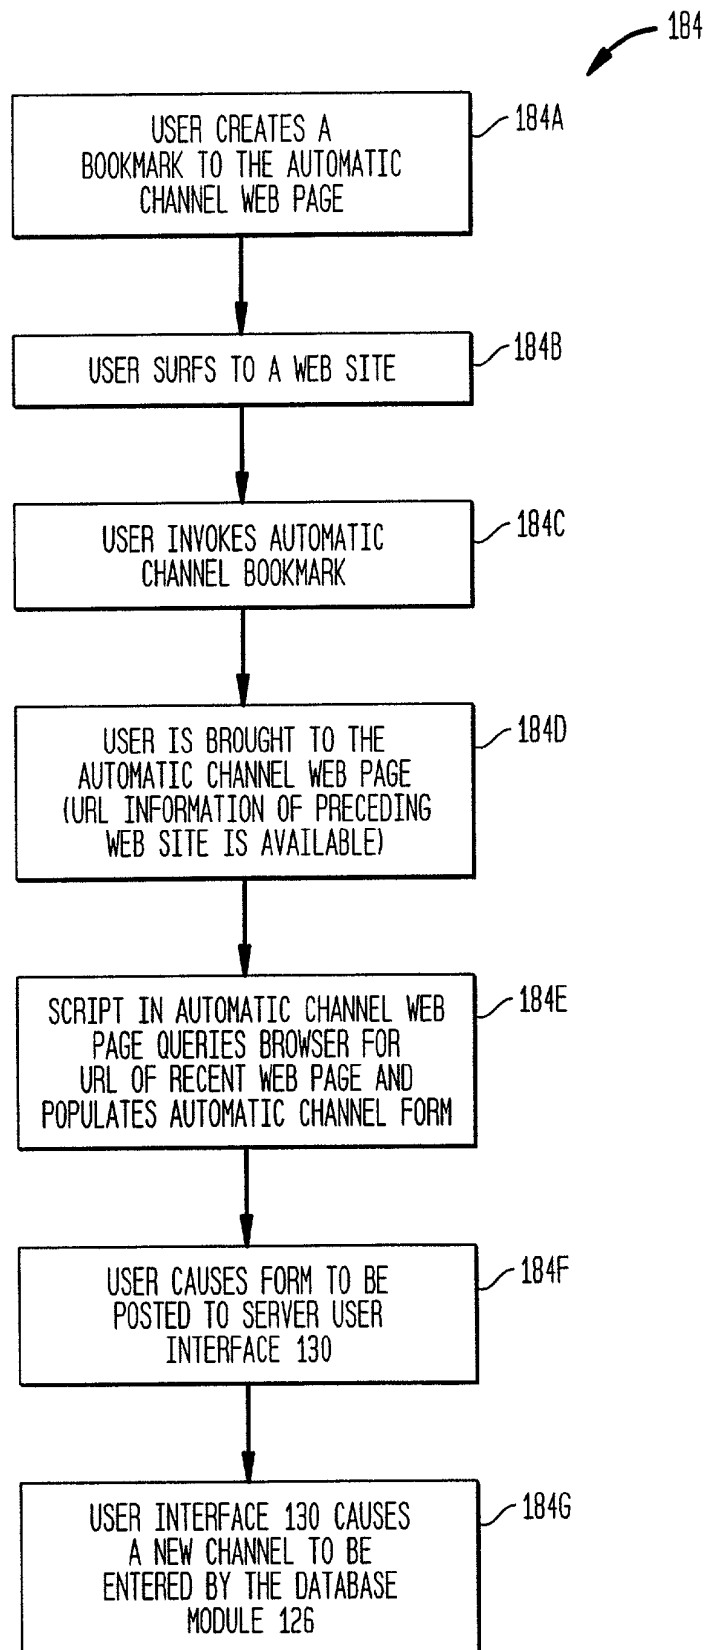 184
USER CREATES A
BOOKMARK TO THE AUTOMATIC
CHANNEL WEB PAGE
184A
USER SURFS TO A WEB SITE
184B
USER INVOKES AUTOMATIC
CHANNEL BOOKMARK
184C
USER IS BROUGHT TO THE
AUTOMATIC CHANNEL WEB PAGE
(URL INFORMATION OF PRECEDING
WEB SITE IS AVAILABLE)
184D
SCRIPT IN AUTOMATIC CHANNEL WEB
PAGE QUERIES BROWSER FOR
URL OF RECENT WEB PAGE AND
POPULATES AUTOMATIC CHANNEL FORM
184E
USER CAUSES FORM TO BE
POSTED TO SERVER USER
INTERFACE 130
184F
USER INTERFACE 130 CAUSES
A NEW CHANNEL TO BE
ENTERED BY THE DATABASE
MODULE 126
184G